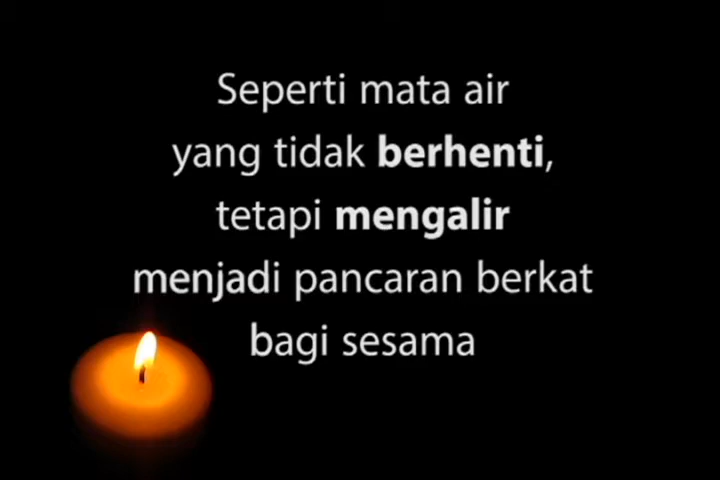 Seperti mata air
yang tidak berhenti,
tetapi mengalir
menjadi pancaran berkat
bagi sesama